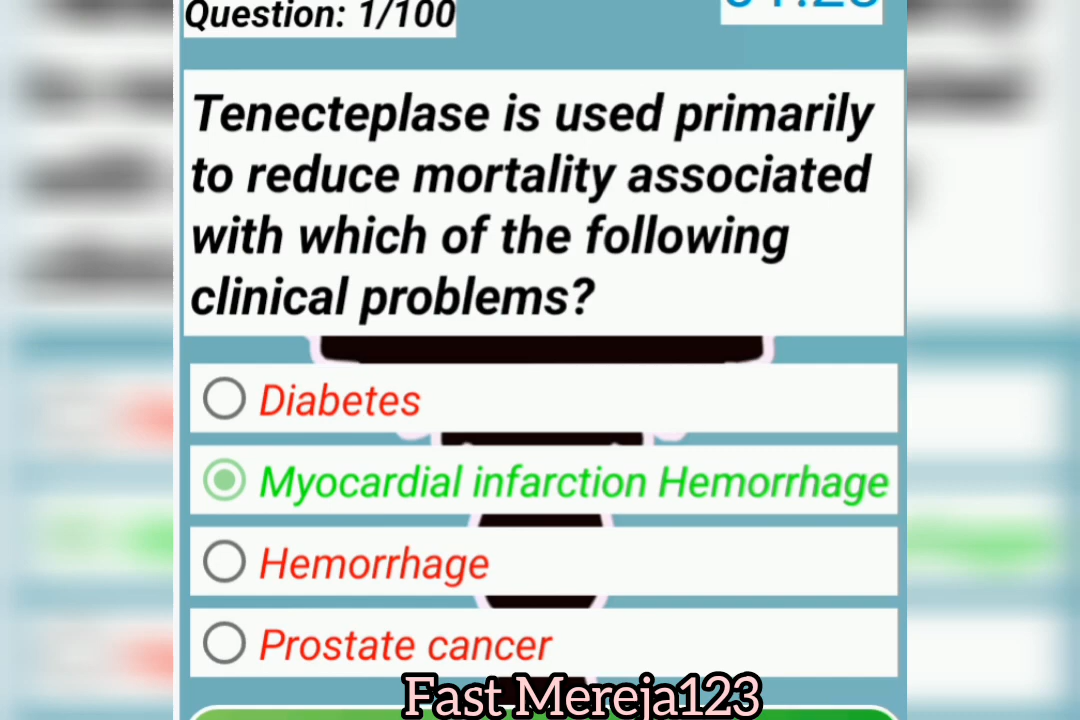 Question: 1/100
Tenecteplase is used primarily
to reduce mortality associated
with which of the following
clinical problems?
Diabetes
Myocardial infarction Hemorrhage
Hemorrhage
Prostate cancer
Fast Mereja123